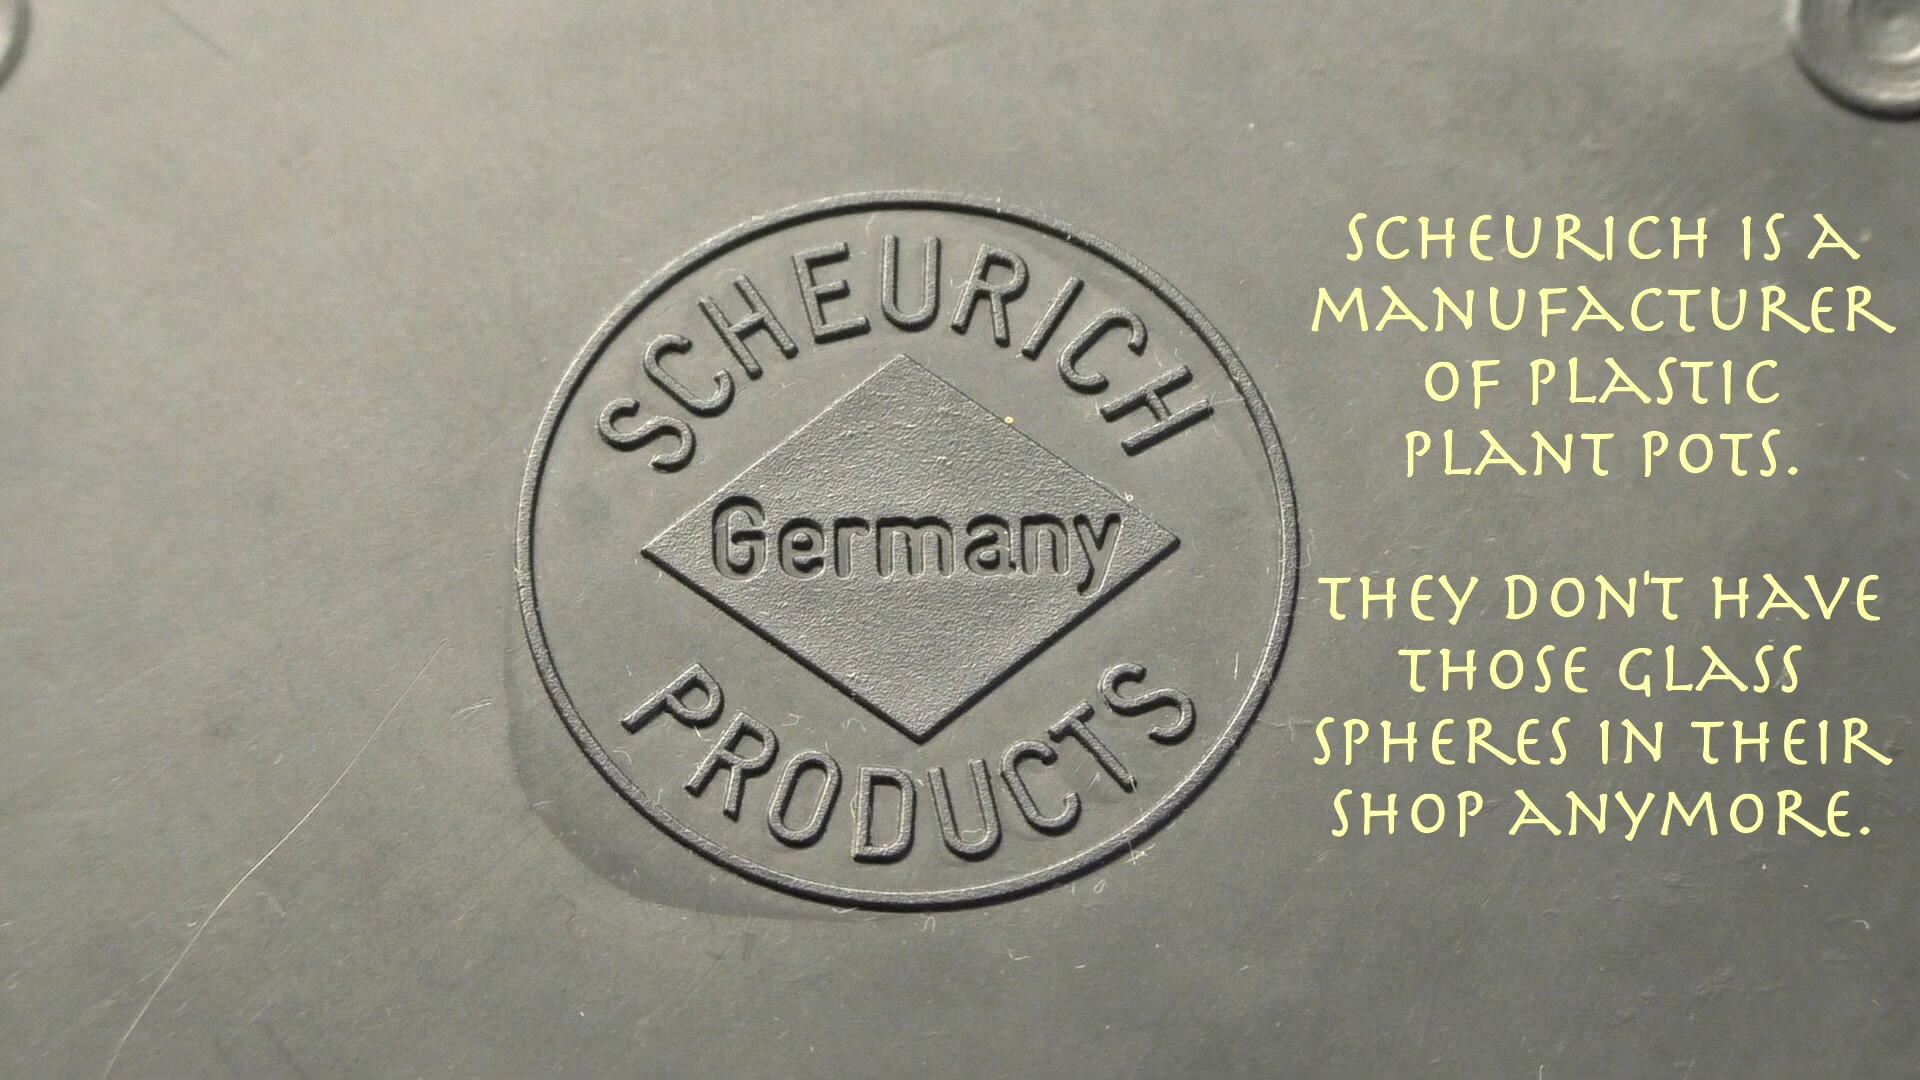 SCHEURICH
Germany
PRODUCTS
SCHEURICH IS A
MANUFACTURER
OF PLASTIC
PLANT POTS.
THEY DON'T HAVE
THOSE GLASS
SPHERES IN THEIR
SHOP ANYMORE.